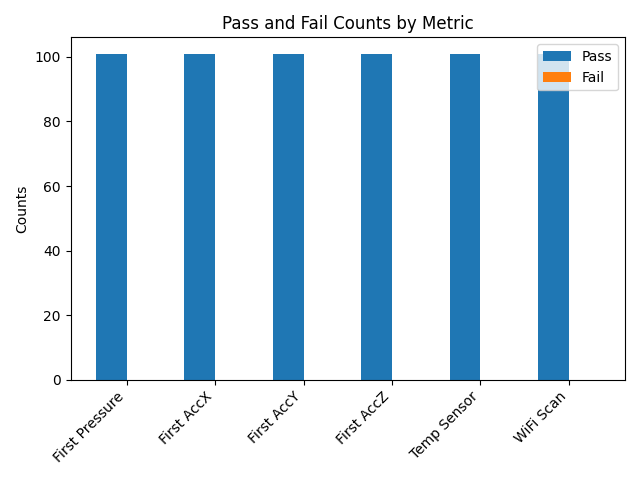 Pass and Fail Counts by Metric
Pass
Fail
Counts
100
80
60
40
20
0
First Pressure
First AccX
First AccY
First AccZ
Temp Sensor
WiFi Scan